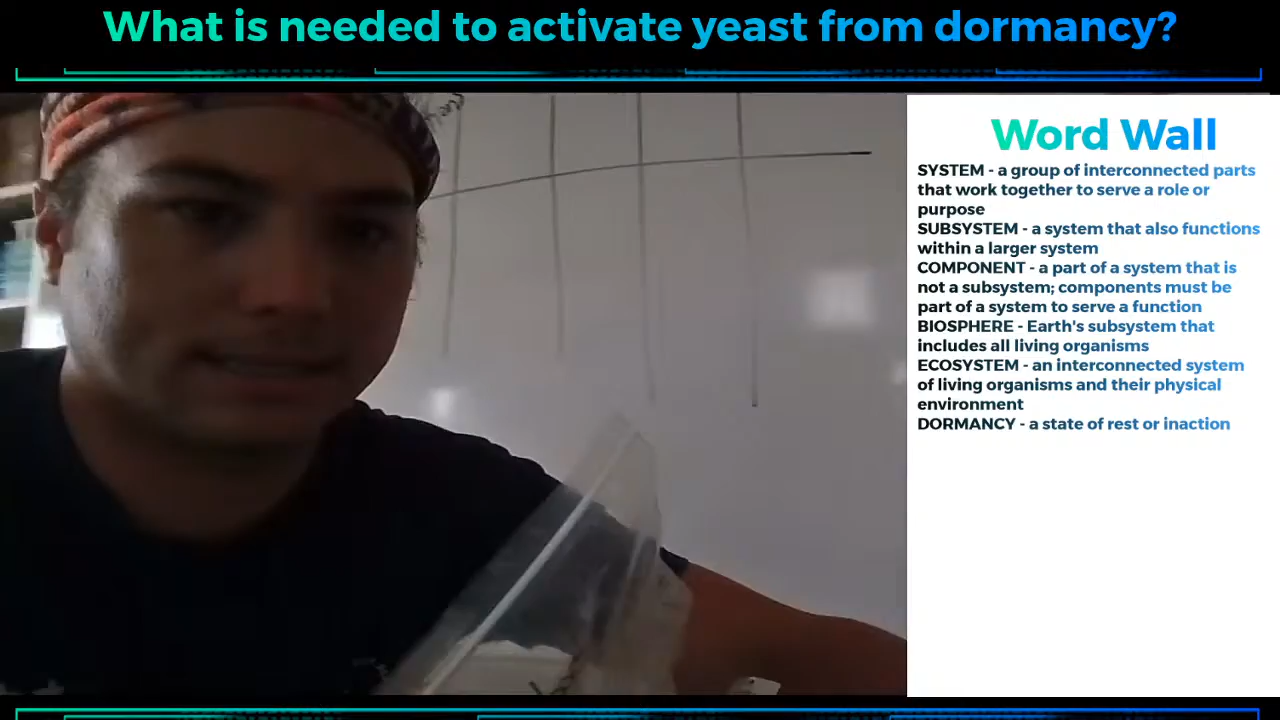 What is needed to activate yeast from dormancy?
Word Wall
SYSTEM - a group of interconnected parts
that work together to serve a role or
purpose
SUBSYSTEM - a system that also functions
within a larger system
COMPONENT - a part of a system that is
not a subsystem; components must be
part of a system to serve a function
BIOSPHERE - Earth's subsystem that
includes all living organisms
ECOSYSTEM - an interconnected system
of living organisms and their physical
environment
DORMANCY - a state of rest or inaction